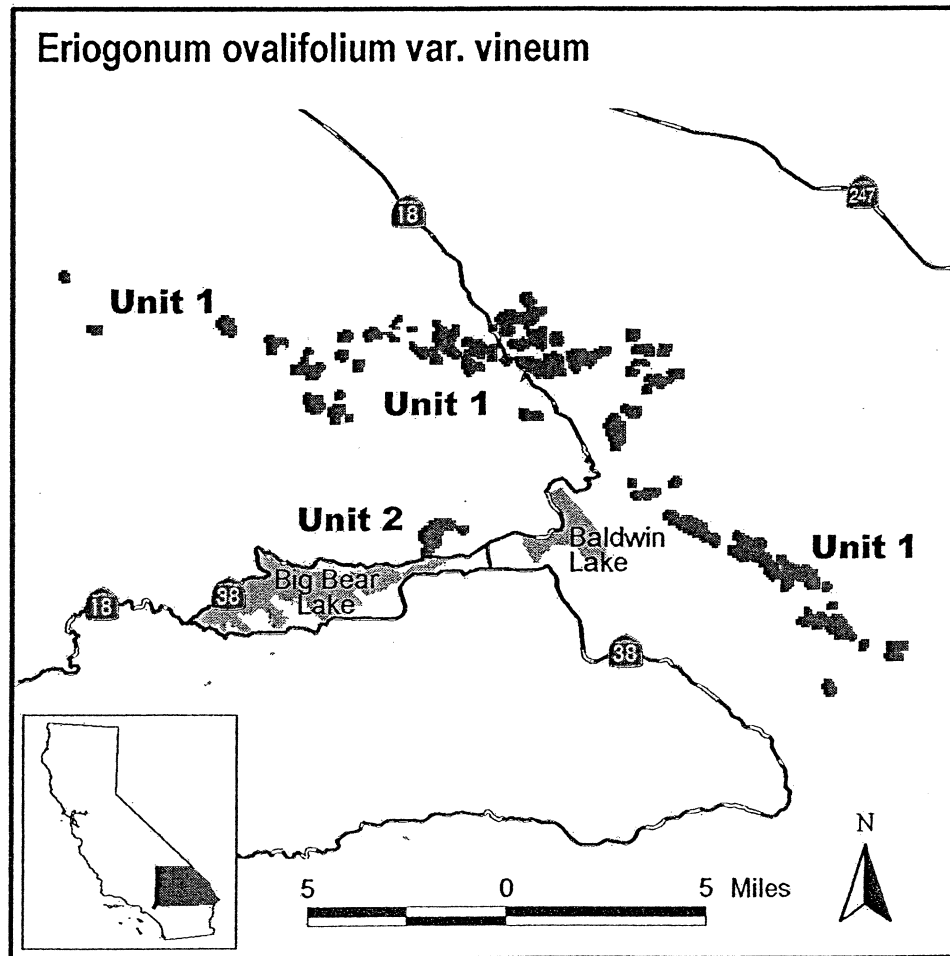 Eriogonum ovalifolium var. vineum
247
18
Unit 1
Unit 1
Unit 2
Baldwin
Lake
Unit 1
Big Bear
Lake
38
18
38
N
5 0 5 Miles